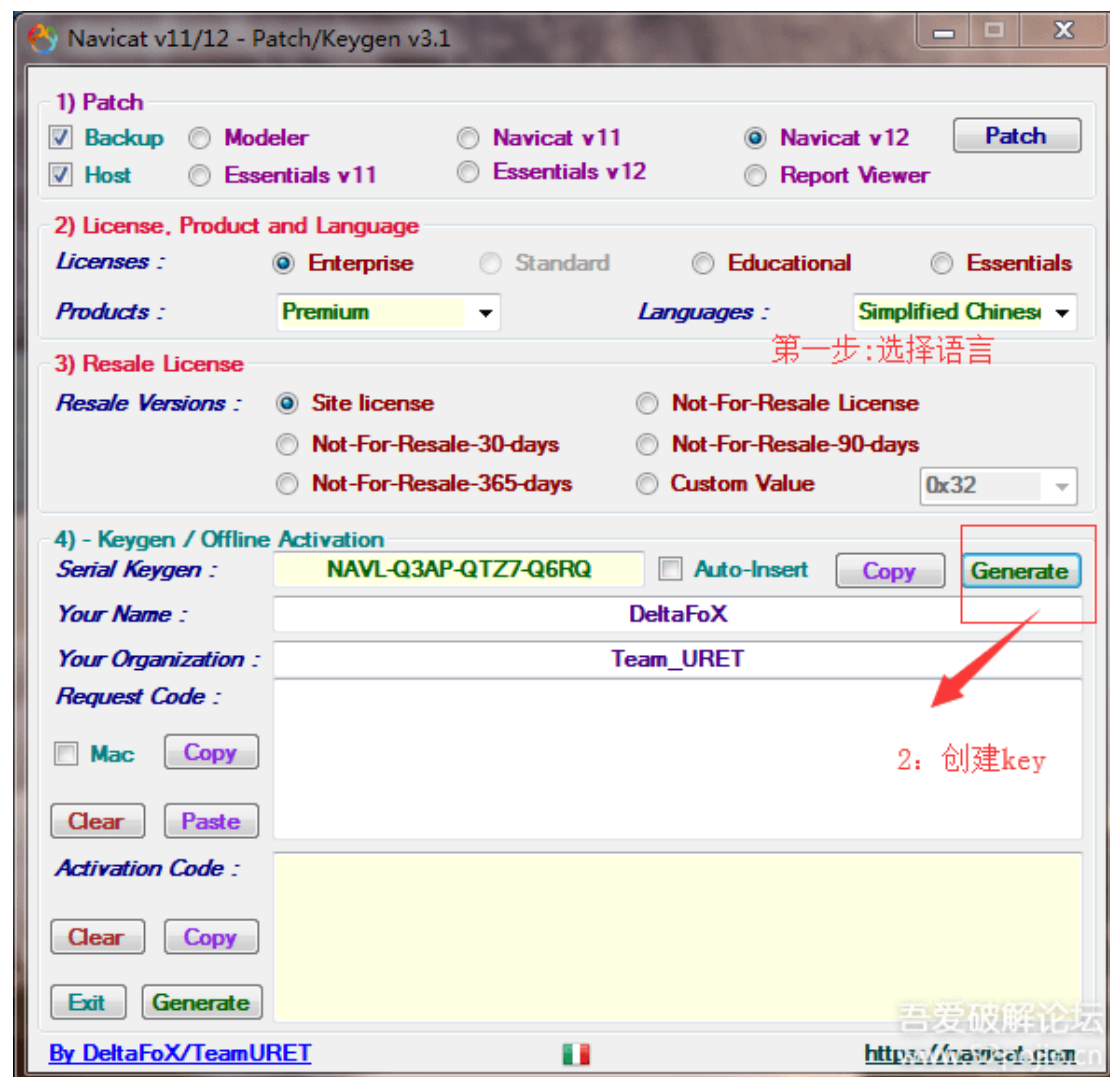 Navicat v11/12 - Patch/Keygen v3.1
1) Patch
Backup Modeler Navicat v11 Navicat v12 Patch
Host Essentials v11 Essentials v12 Report Viewer
2) License, Product and Language
Licenses : Enterprise Standard Educational Essentials
Products : Premium Languages : Simplified Chines
第一步:选择语言
3) Resale License
Resale Versions : Site license Not-For-Resale License
Not-For-Resale-30-days Not-For-Resale-90-days
Not-For-Resale-365-days Custom Value 0x32
4) - Keygen / Offline Activation
Serial Keygen : NAVL-Q3AP-QTZ7-Q6RQ Auto-Insert Copy Generate
Your Name : DeltaFoX
Your Organization : Team_URET
Request Code :
Mac Copy
2: 创建key
Clear Paste
Activation Code :
Clear Copy
Exit Generate
吾爱破解论坛
By DeltaFoX/TeamURET https://navicat.com